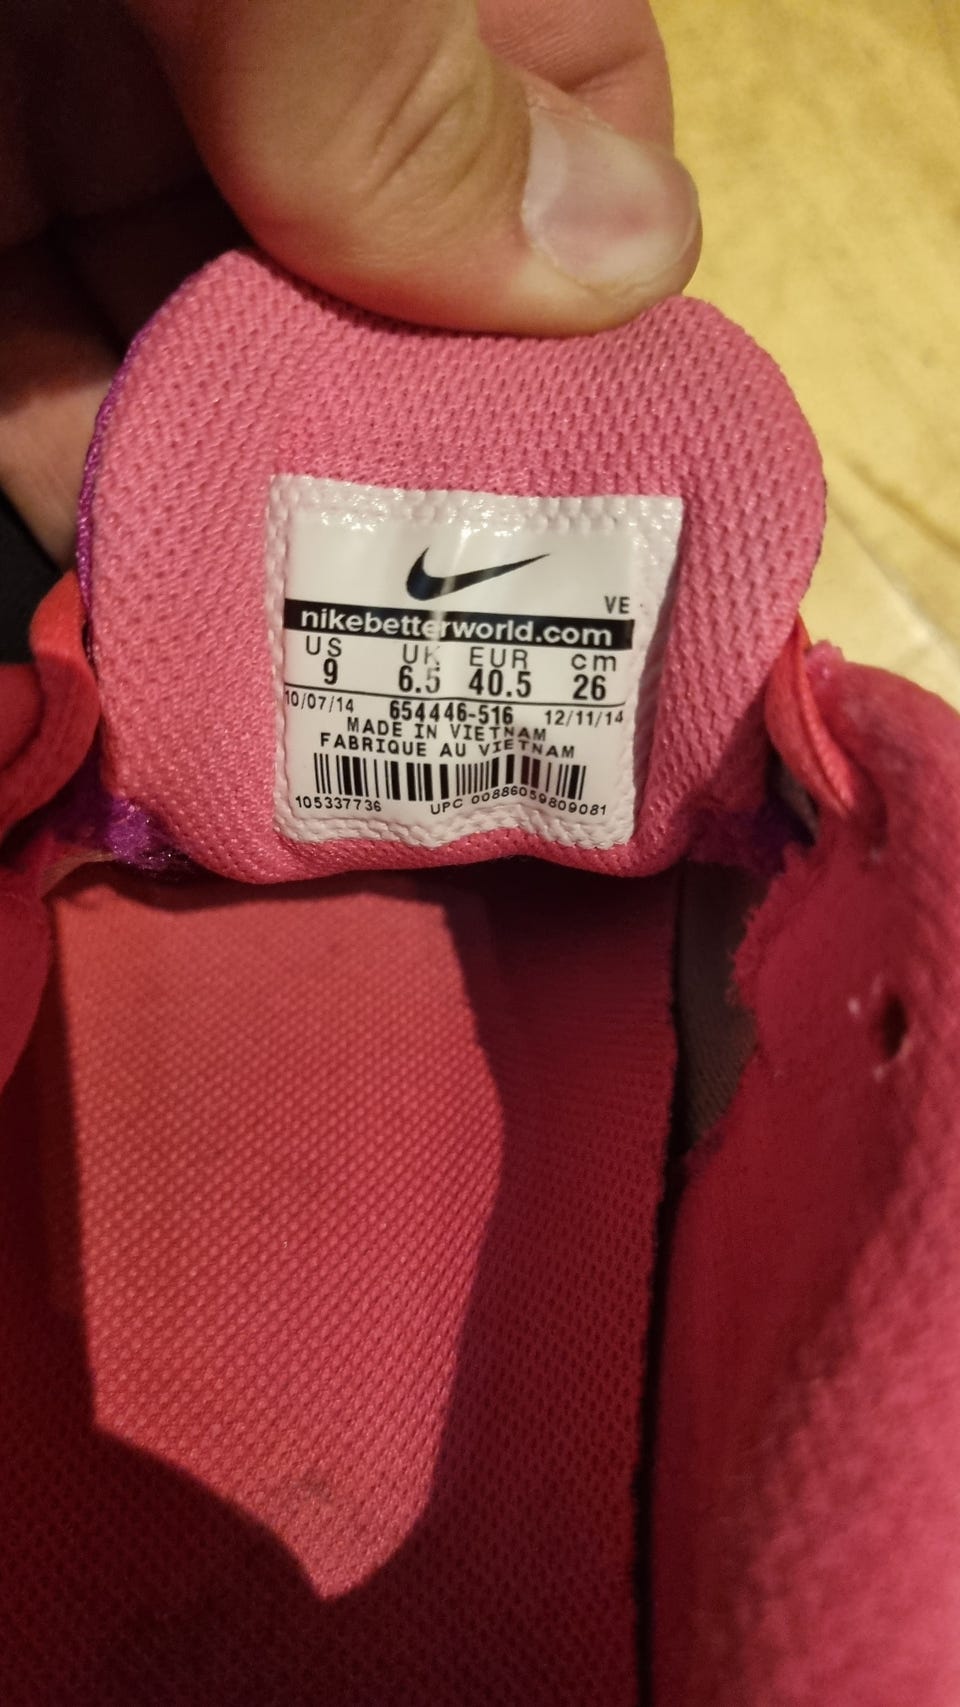 VE
nikebetterworld.com
US UK EUR cm
9 6.5 40.5 26
10/07/14 654446-516 12/11/14
MADE IN VIETNAM
FABRIQUE AU VIETNAM
105337736 UPC 00886059809081